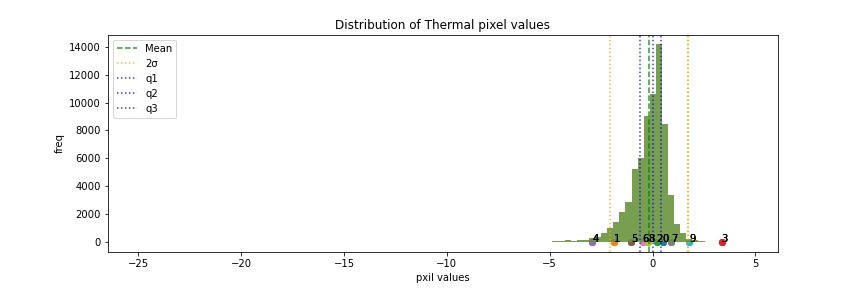 Distribution of Thermal pixel values
Mean
2σ
q1
q2
q3
freq
14000
12000
10000
8000
6000
4000
2000
0
4 1 5 6 8 2 0 7 9 3
−25 −20 −15 −10 −5 0 5
pxil values